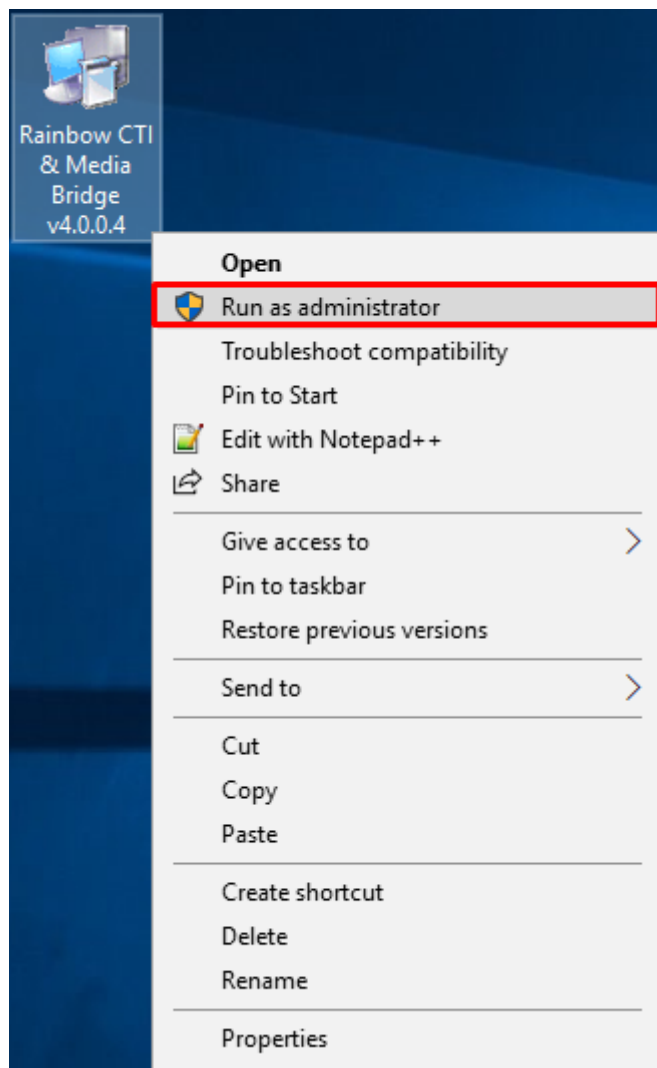 Rainbow CTI
& Media
Bridge
v4.0.0.4
Open
Run as administrator
Troubleshoot compatibility
Pin to Start
Edit with Notepad++
Share
Give access to
Pin to taskbar
Restore previous versions
Send to
Cut
Copy
Paste
Create shortcut
Delete
Rename
Properties